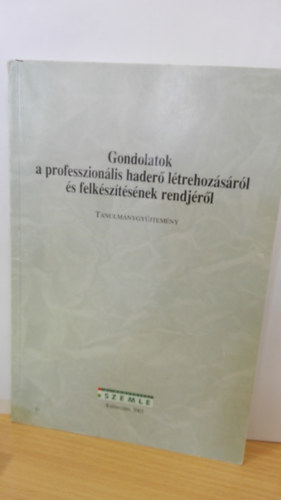 Gondolatok
a professzionális haderő létrehozásáról
és felkészítésének rendjéről
TANULMÁNYGYŰJTEMÉNY
SZEMLE